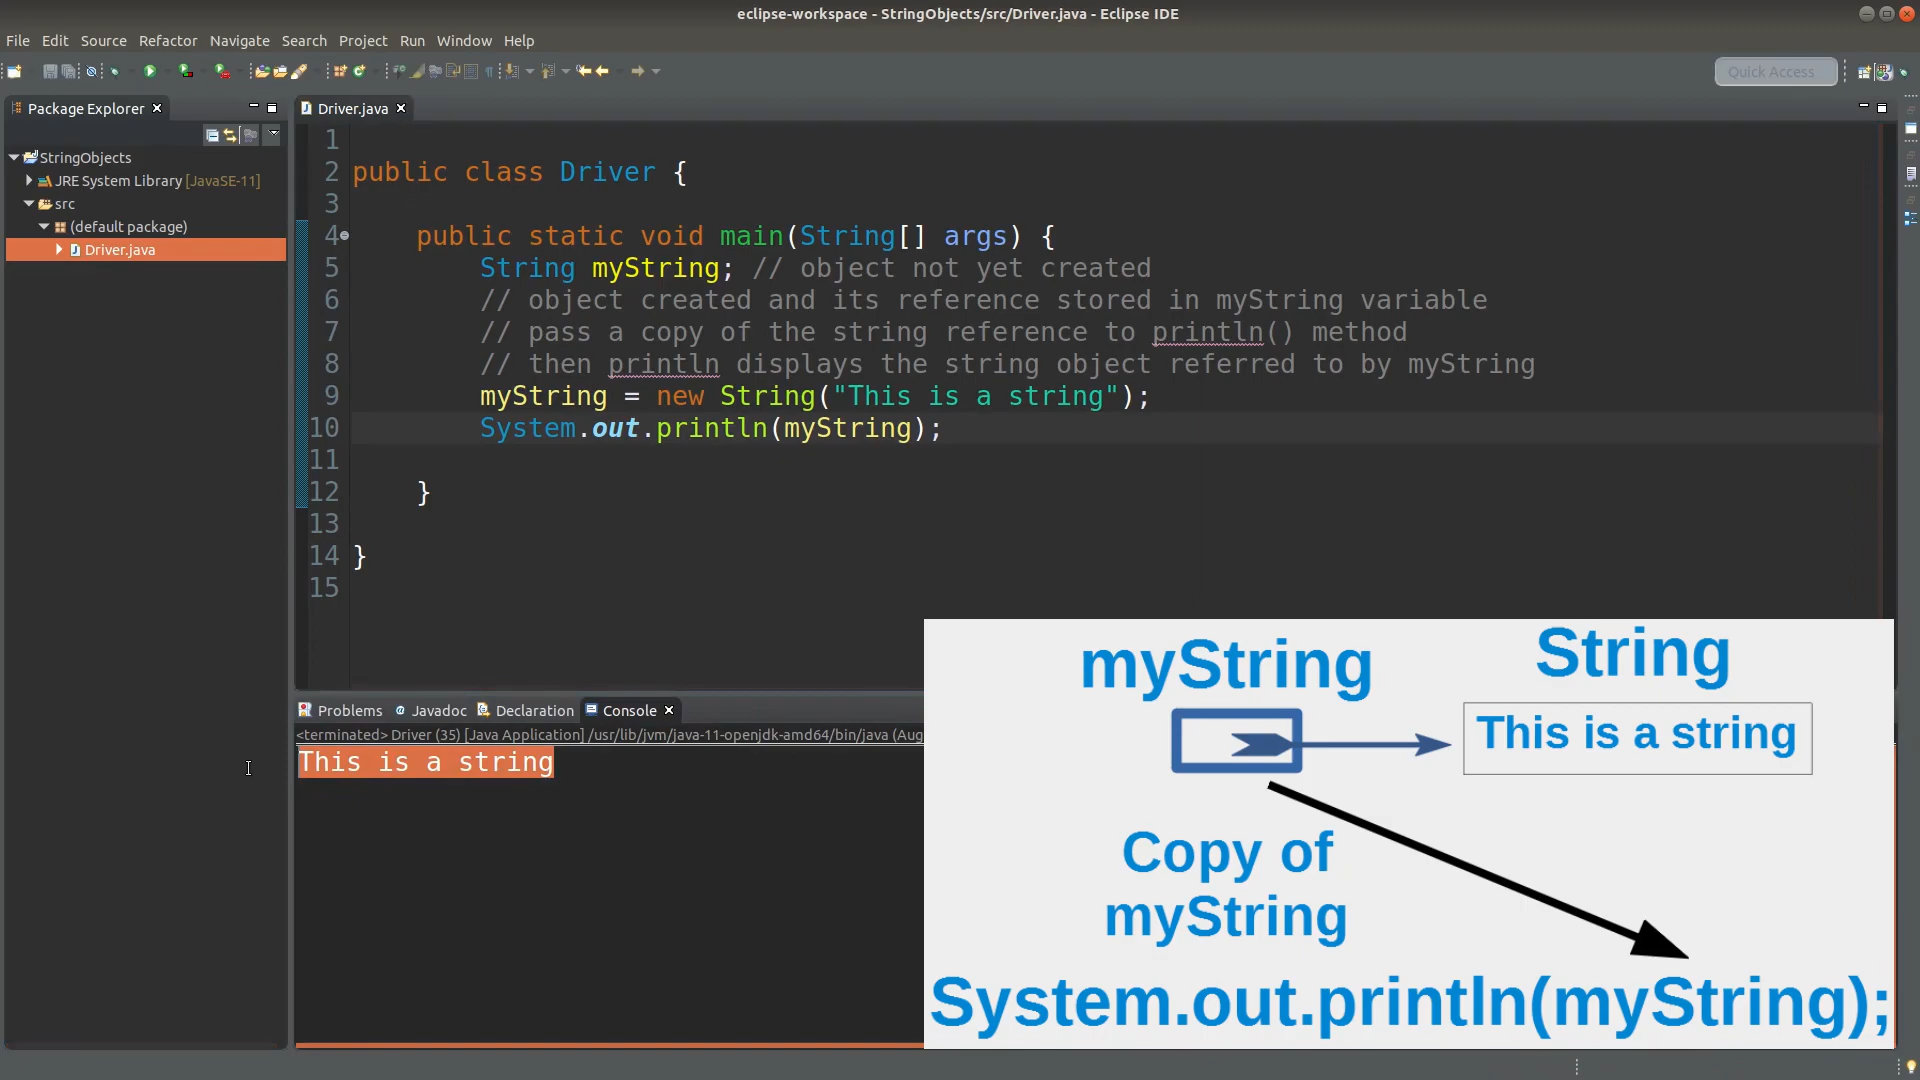 eclipse-workspace - StringObjects/src/Driver.java - Eclipse IDE
File Edit Source Refactor Navigate Search Project Run Window Help
Quick Access
Package Explorer
StringObjects
JRE System Library [JavaSE-11]
src
(default package)
Driver.java
Driver.java
1
2 public class Driver {
3
4 public static void main(String[] args) {
5 String myString; // object not yet created
6 // object created and its reference stored in myString variable
7 // pass a copy of the string reference to println() method
8 // then println displays the string object referred to by myString
9 myString = new String("This is a string");
10 System.out.println(myString);
11
12 }
13
14 }
15
Problems Javadoc Declaration Console
<terminated> Driver (35) [Java Application] /usr/lib/jvm/java-11-openjdk-amd64/bin/java (Aug
This is a string
myString
String
This is a string
Copy of
myString
System.out.println(myString);